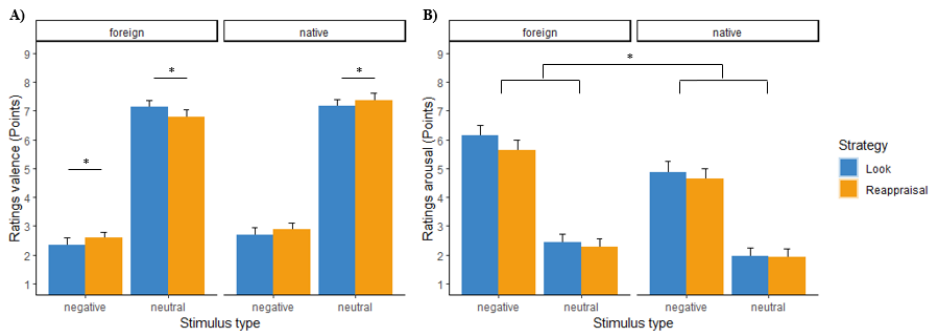 A)
foreign
native
Ratings valence (Points)
9
8
7
6
5
4
3
2
1
*
*
*
negative
neutral
negative
neutral
Stimulus type
B)
foreign
native
Ratings arousal (Points)
9
8
7
6
5
4
3
2
1
*
negative
neutral
negative
neutral
Stimulus type
Strategy
Look
Reappraisal